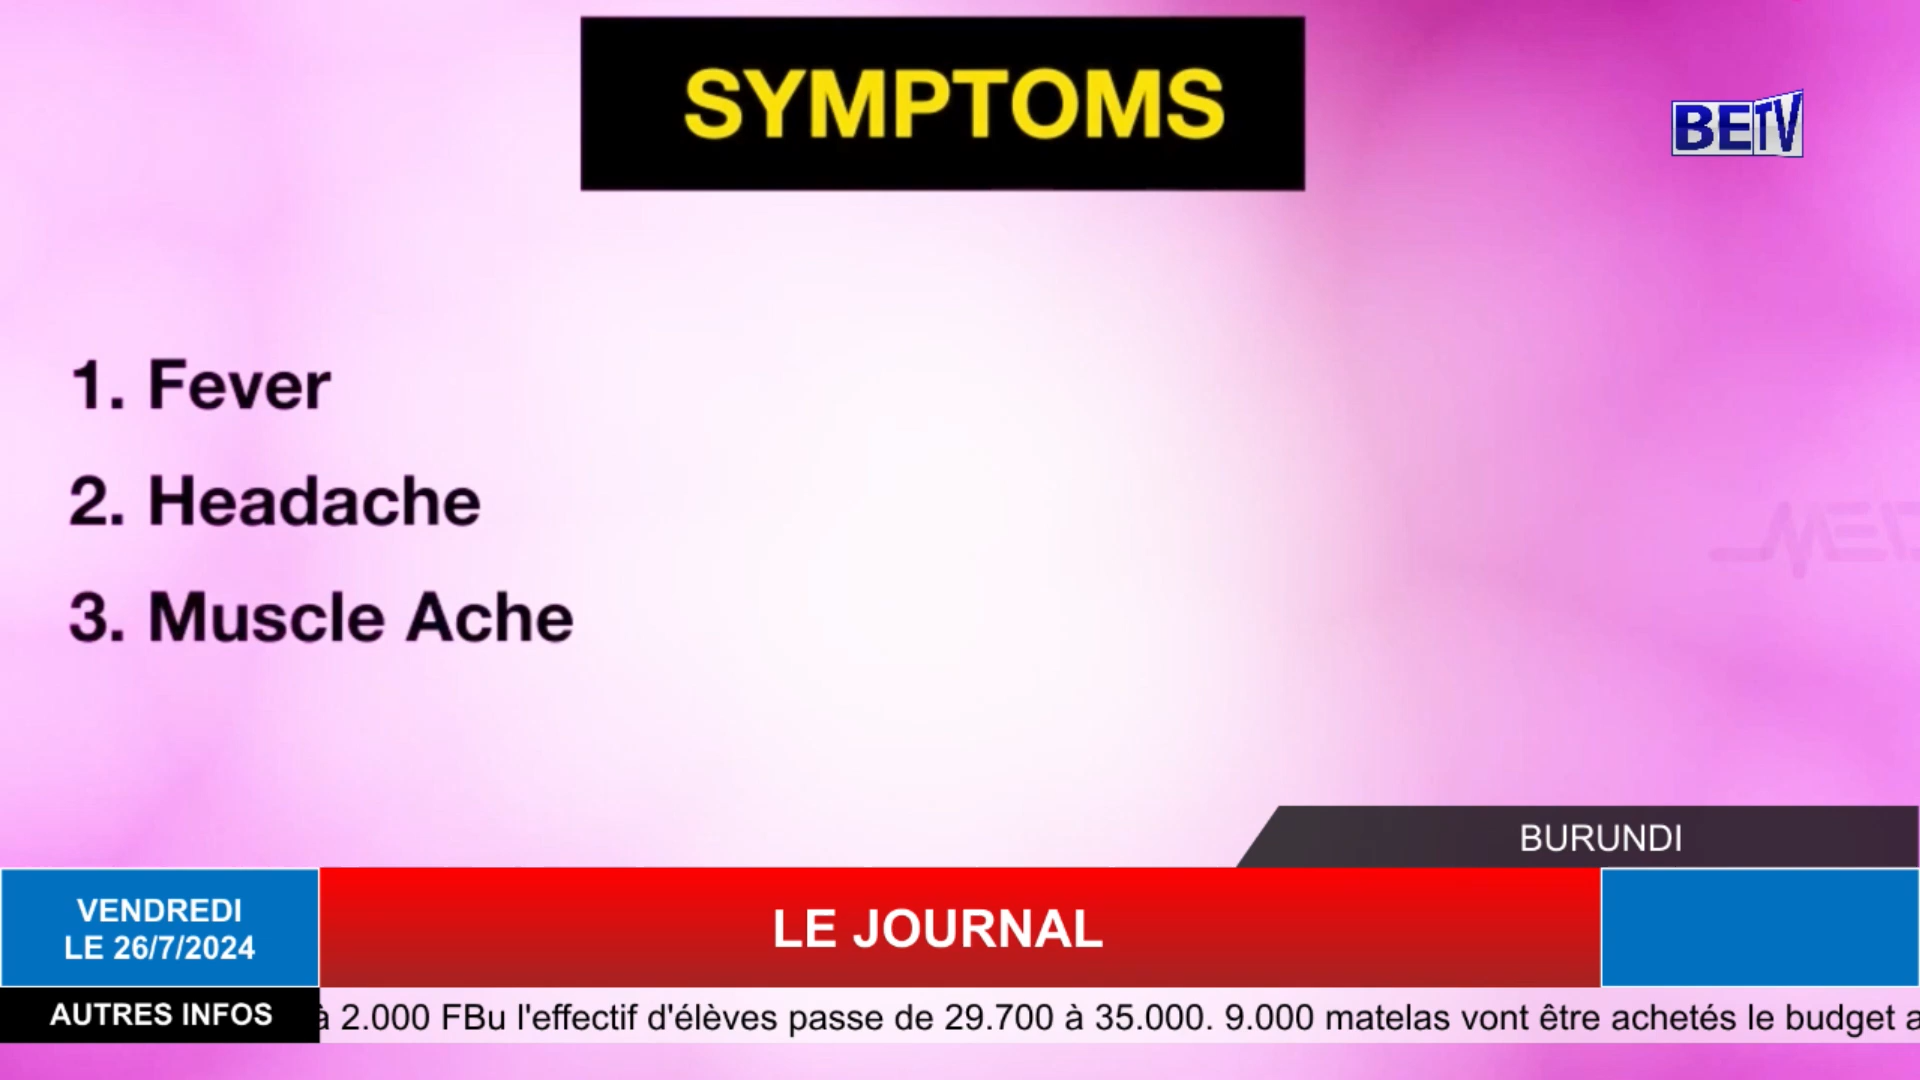 SYMPTOMS
BETV
1. Fever
2. Headache
3. Muscle Ache
BURUNDI
VENDREDI
LE 26/7/2024
LE JOURNAL
AUTRES INFOS
à 2.000 FBu l'effectif d'élèves passe de 29.700 à 35.000. 9.000 matelas vont être achetés le budget a